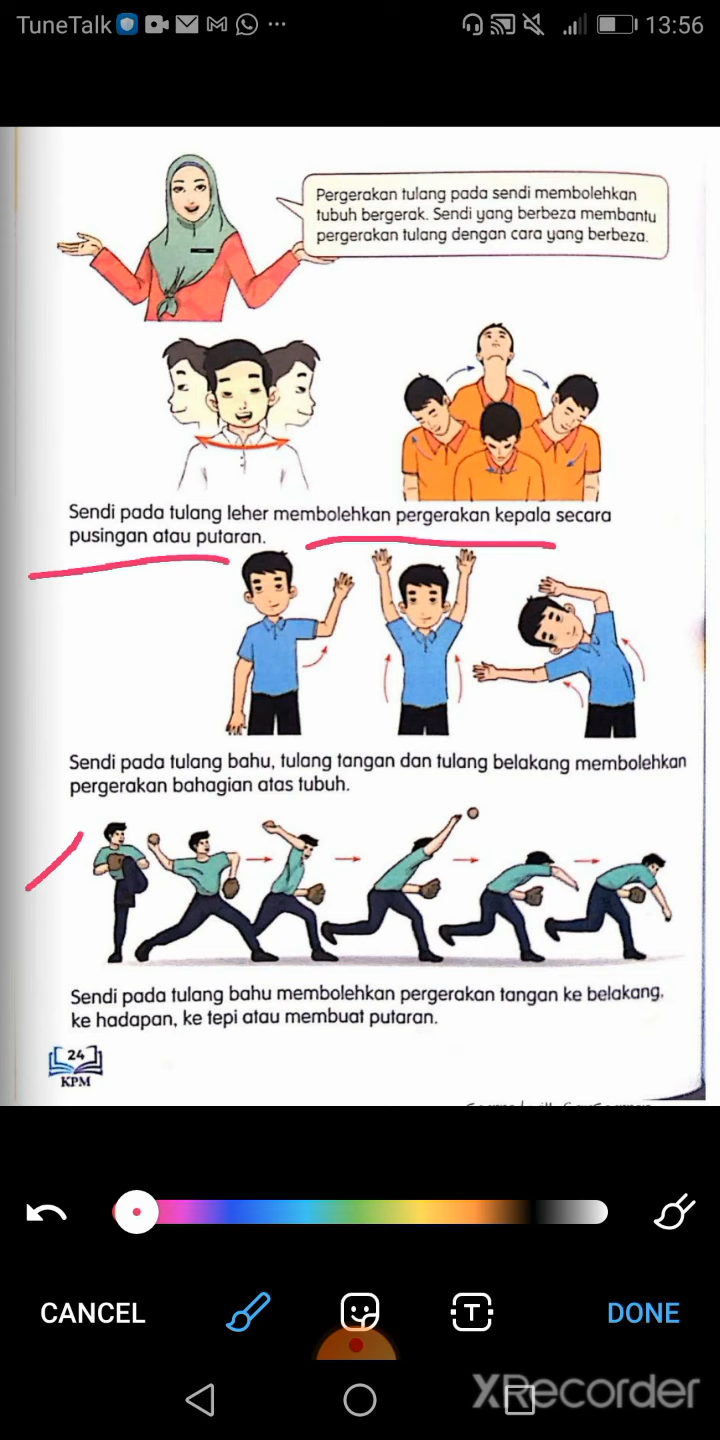 TuneTalk
13:56
Pergerakan tulang pada sendi membolehkan
tubuh bergerak. Sendi yang berbeza membantu
pergerakan tulang dengan cara yang berbeza.
Sendi pada tulang leher membolehkan pergerakan kepala secara
pusingan atau putaran.
Sendi pada tulang bahu, tulang tangan dan tulang belakang membolehkan
pergerakan bahagian atas tubuh.
Sendi pada tulang bahu membolehkan pergerakan tangan ke belakang,
ke hadapan, ke tepi atau membuat putaran.
24
KPM
CANCEL
T
DONE
XRecorder